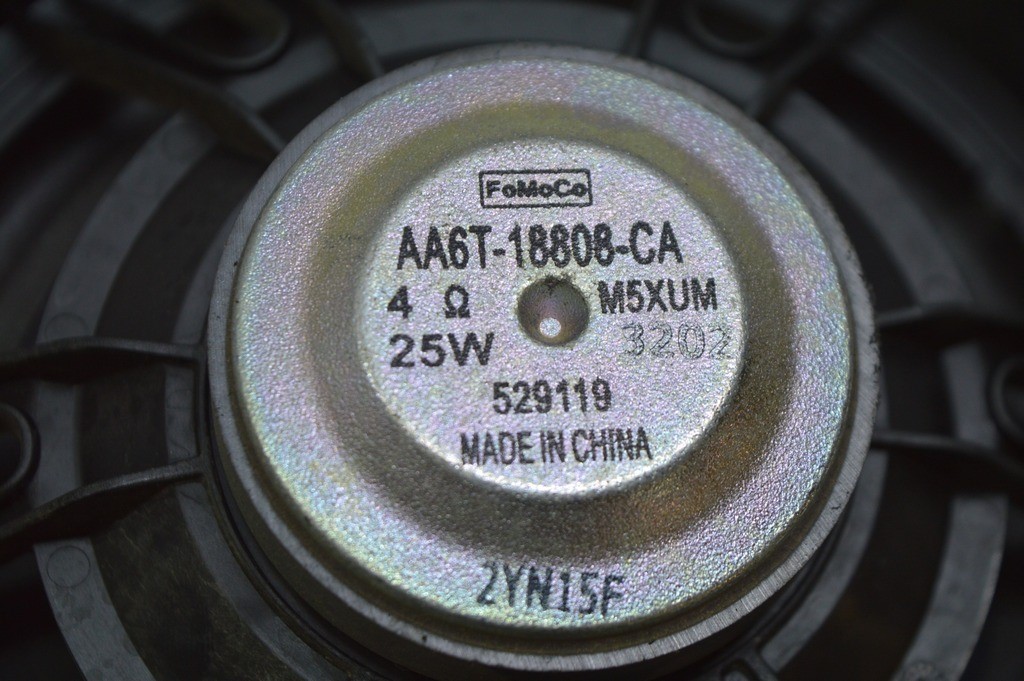 FoMoCo
AA6T-18808-CA
4 Ω M5XUM
25W 3202
529119
MADE IN CHINA
2YN15F